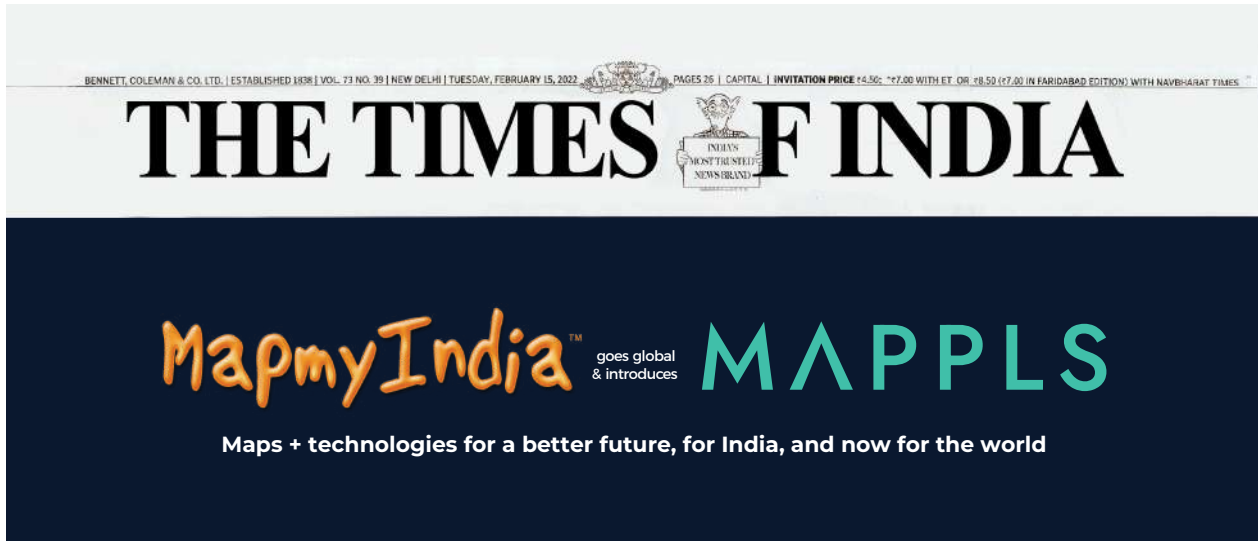 BENNETT, COLEMAN & CO. LTD. | ESTABLISHED 1838 | VOL. 73 NO. 39 | NEW DELHI | TUESDAY, FEBRUARY 15, 2022 PAGES 26 | CAPITAL | INVITATION PRICE ₹4.50; *₹7.00 WITH ET OR ₹8.50 (₹7.00 IN FARIDABAD EDITION) WITH NAVBHARAT TIMES
THE TIMES OF INDIA
INDIA'S
MOST TRUSTED
NEWS BRAND
MapmyIndia™ goes global
& introduces
MAPPLS
Maps + technologies for a better future, for India, and now for the world